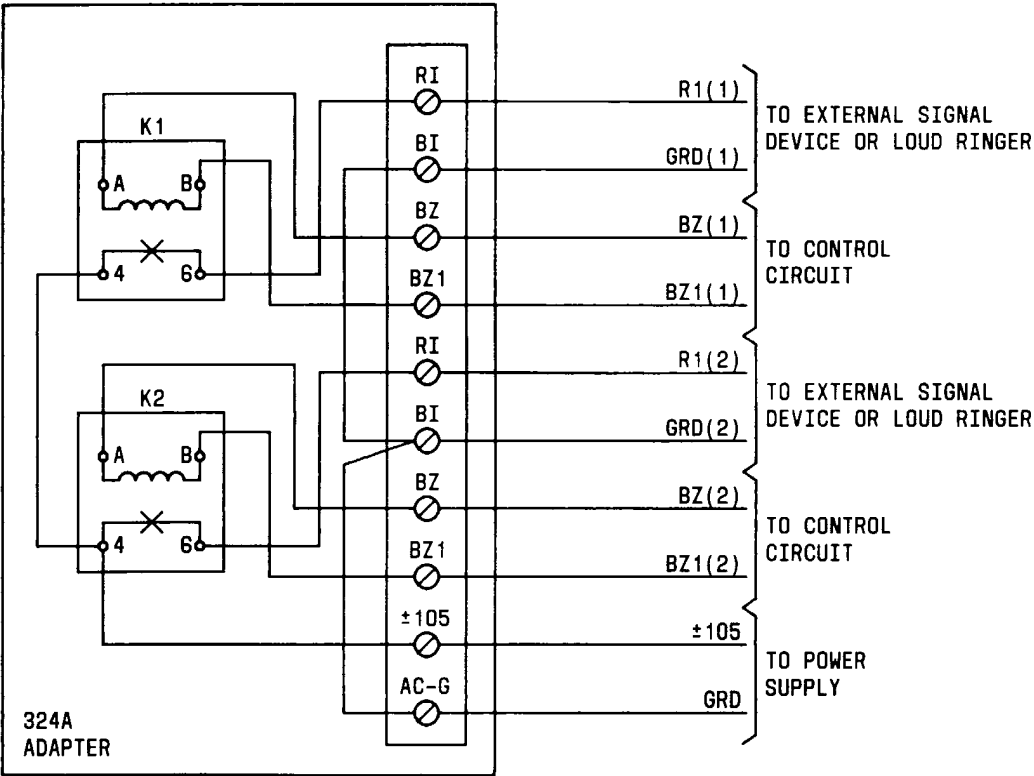 RI
R1(1)
TO EXTERNAL SIGNAL
DEVICE OR LOUD RINGER
K1
BI
GRD(1)
A
B
BZ
BZ(1)
TO CONTROL
CIRCUIT
4
6
BZ1
BZ1(1)
RI
R1(2)
TO EXTERNAL SIGNAL
DEVICE OR LOUD RINGER
K2
BI
GRD(2)
A
B
BZ
BZ(2)
TO CONTROL
CIRCUIT
4
6
BZ1
BZ1(2)
±105
±105
TO POWER
SUPPLY
AC-G
GRD
324A
ADAPTER